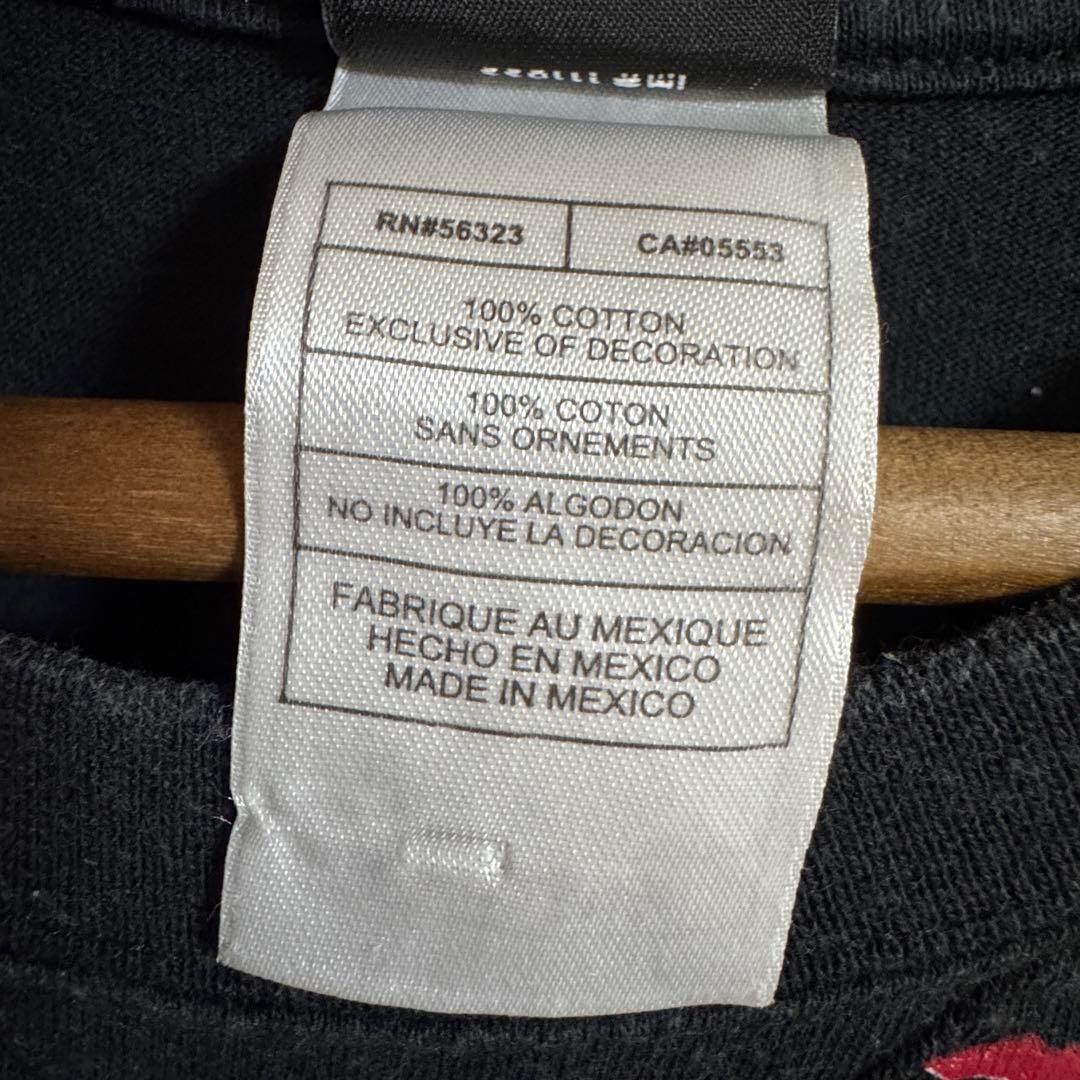 RN#56323
CA#05553
100% COTTON
EXCLUSIVE OF DECORATION
100% COTON
SANS ORNEMENTS
100% ALGODON
NO INCLUYE LA DECORACION
FABRIQUE AU MEXIQUE
HECHO EN MEXICO
MADE IN MEXICO